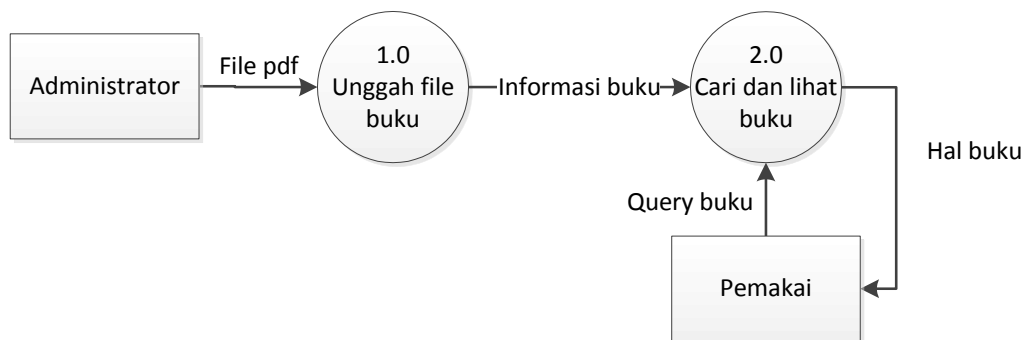 Administrator
File pdf
1.0
Unggah file
buku
Informasi buku
2.0
Cari dan lihat
buku
Hal buku
Query buku
Pemakai